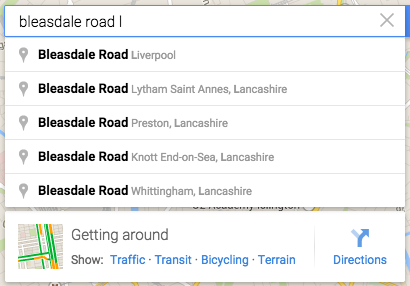 bleasdale road l
Bleasdale Road Liverpool
Bleasdale Road Lytham Saint Annes, Lancashire
Bleasdale Road Preston, Lancashire
Bleasdale Road Knott End-on-Sea, Lancashire
Bleasdale Road Whittingham, Lancashire
O2 Academy Islington
Getting around
Show: Traffic · Transit · Bicycling · Terrain
Directions